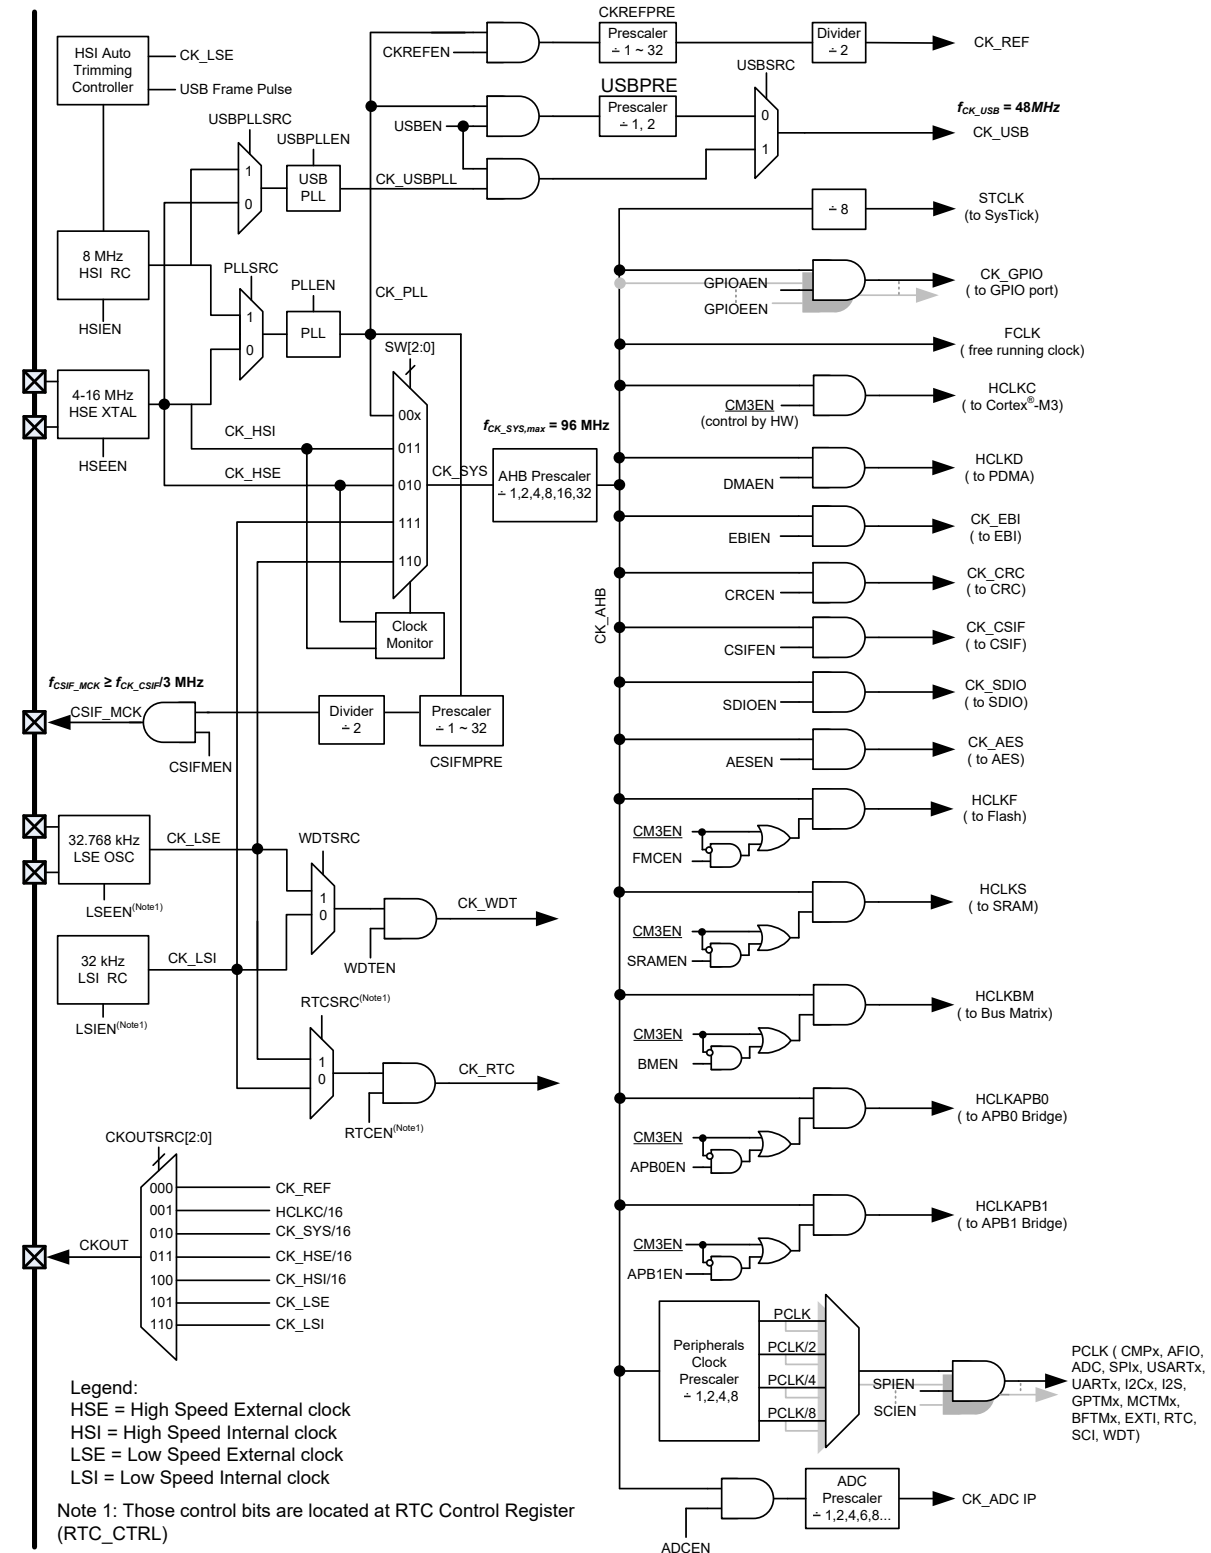 CKREFPRE
HSI Auto
Trimming
Controller
CK_LSE
USB Frame Pulse
CKREFEN
Prescaler
÷ 1 ~ 32
Divider
÷ 2
CK_REF
USBSRC
USBPRE
USBEN
Prescaler
÷ 1, 2
0
1
fCK_USB = 48MHz
CK_USB
USBPLLSRC
USBPLLEN
1
0
USB
PLL
CK_USBPLL
÷ 8
STCLK
(to SysTick)
8 MHz
HSI RC
HSIEN
PLLSRC
PLLEN
1
0
PLL
CK_PLL
GPIOAEN
GPIOEEN
CK_GPIO
( to GPIO port)
SW[2:0]
FCLK
( free running clock)
4-16 MHz
HSE XTAL
HSEEN
CK_HSI
CK_HSE
00x
011
010
111
110
CK_SYS
fCK_SYS,max = 96 MHz
AHB Prescaler
÷ 1,2,4,8,16,32
CM3EN
(control by HW)
HCLKC
( to Cortex®-M3)
DMAEN
HCLKD
( to PDMA)
EBIEN
CK_EBI
( to EBI)
CRCEN
CK_CRC
( to CRC)
CK_AHB
Clock
Monitor
CSIFEN
CK_CSIF
( to CSIF)
fCSIF_MCK ≥ fCK_CSIF/3 MHz
CSIF_MCK
CSIFMEN
Divider
÷ 2
Prescaler
÷ 1 ~ 32
CSIFMPRE
SDIOEN
CK_SDIO
( to SDIO)
AESEN
CK_AES
( to AES)
32.768 kHz
LSE OSC
LSEEN(Note1)
CK_LSE
WDTSRC
1
0
CK_WDT
WDTEN
CM3EN
FMCEN
HCLKF
( to Flash)
CM3EN
SRAMEN
HCLKS
( to SRAM)
32 kHz
LSI RC
LSIEN(Note1)
CK_LSI
RTCSRC(Note1)
1
0
CK_RTC
RTCEN(Note1)
CM3EN
BMEN
HCLKBM
( to Bus Matrix)
CM3EN
APB0EN
HCLKAPB0
( to APB0 Bridge)
CM3EN
APB1EN
HCLKAPB1
( to APB1 Bridge)
CKOUTSRC[2:0]
CKOUT
000 CK_REF
001 HCLKC/16
010 CK_SYS/16
011 CK_HSE/16
100 CK_HSI/16
101 CK_LSE
110 CK_LSI
Peripherals
Clock
Prescaler
÷ 1,2,4,8
PCLK
PCLK/2
PCLK/4
PCLK/8
SPIEN
SCIEN
PCLK ( CMPx, AFIO,
ADC, SPIx, USARTx,
UARTx, I2Cx, I2S,
GPTMx, MCTMx,
BFTMx, EXTI, RTC,
SCI, WDT)
ADCEN
ADC
Prescaler
÷ 1,2,4,6,8...
CK_ADC IP
Legend:
HSE = High Speed External clock
HSI = High Speed Internal clock
LSE = Low Speed External clock
LSI = Low Speed Internal clock
Note 1: Those control bits are located at RTC Control Register
(RTC_CTRL)